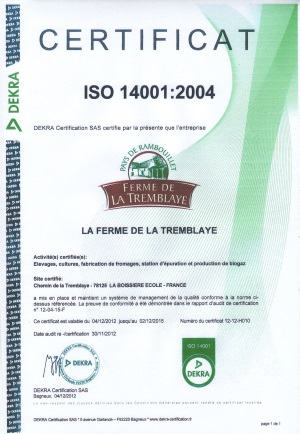 CERTIFICAT
DEKRA
DEKRA
ISO 14001:2004
DEKRA Certification SAS certifie par la présente que l'entreprise
PAYS DE RAMBOUILLET
FERME DE
LA TREMBLAYE
LA FERME DE LA TREMBLAYE
Activité(s) certifiée(s):
Elevages, cultures, fabrication de fromages, station d'épuration et production de biogaz
Site certifié:
Chemin de la Tremblaye - 78125 LA BOISSIERE ECOLE - FRANCE
a mis en place et maintient un système de management de la qualité conforme à la norme ci-
dessus référencée. La preuve de conformité a été démontrée dans le rapport d'audit de certification
n° 12-04-15-F
Ce certificat est valable du 04/12/2012 jusqu'au 02/12/2015 Numéro du certificat 12-12-H010
Date audit re -/certification 30/11/2012
ISO 14001
DEKRA
DEKRA Certification SAS
Bagneux, 04/12/2012
DEKRA Certification SAS * 5 avenue Garlande – F92220 Bagneux * www.dekra-certification.fr
page 1 de 1